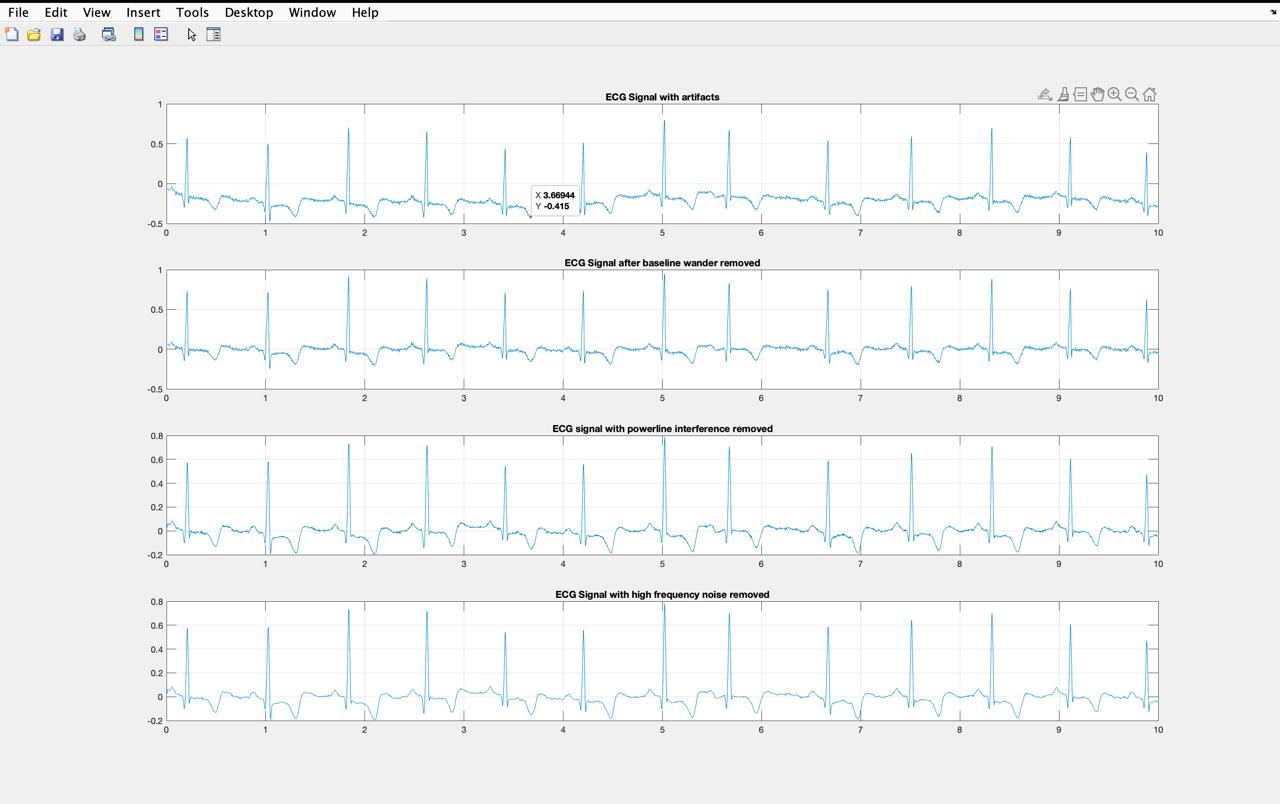 File Edit View Insert Tools Desktop Window Help
ECG Signal with artifacts
1
0.5
0
-0.5
X 3.66944
Y -0.415
0 1 2 3 4 5 6 7 8 9 10
ECG Signal after baseline wander removed
1
0.5
0
-0.5
0 1 2 3 4 5 6 7 8 9 10
ECG signal with powerline interference removed
0.8
0.6
0.4
0.2
0
-0.2
0 1 2 3 4 5 6 7 8 9 10
ECG Signal with high frequency noise removed
0.8
0.6
0.4
0.2
0
-0.2
0 1 2 3 4 5 6 7 8 9 10